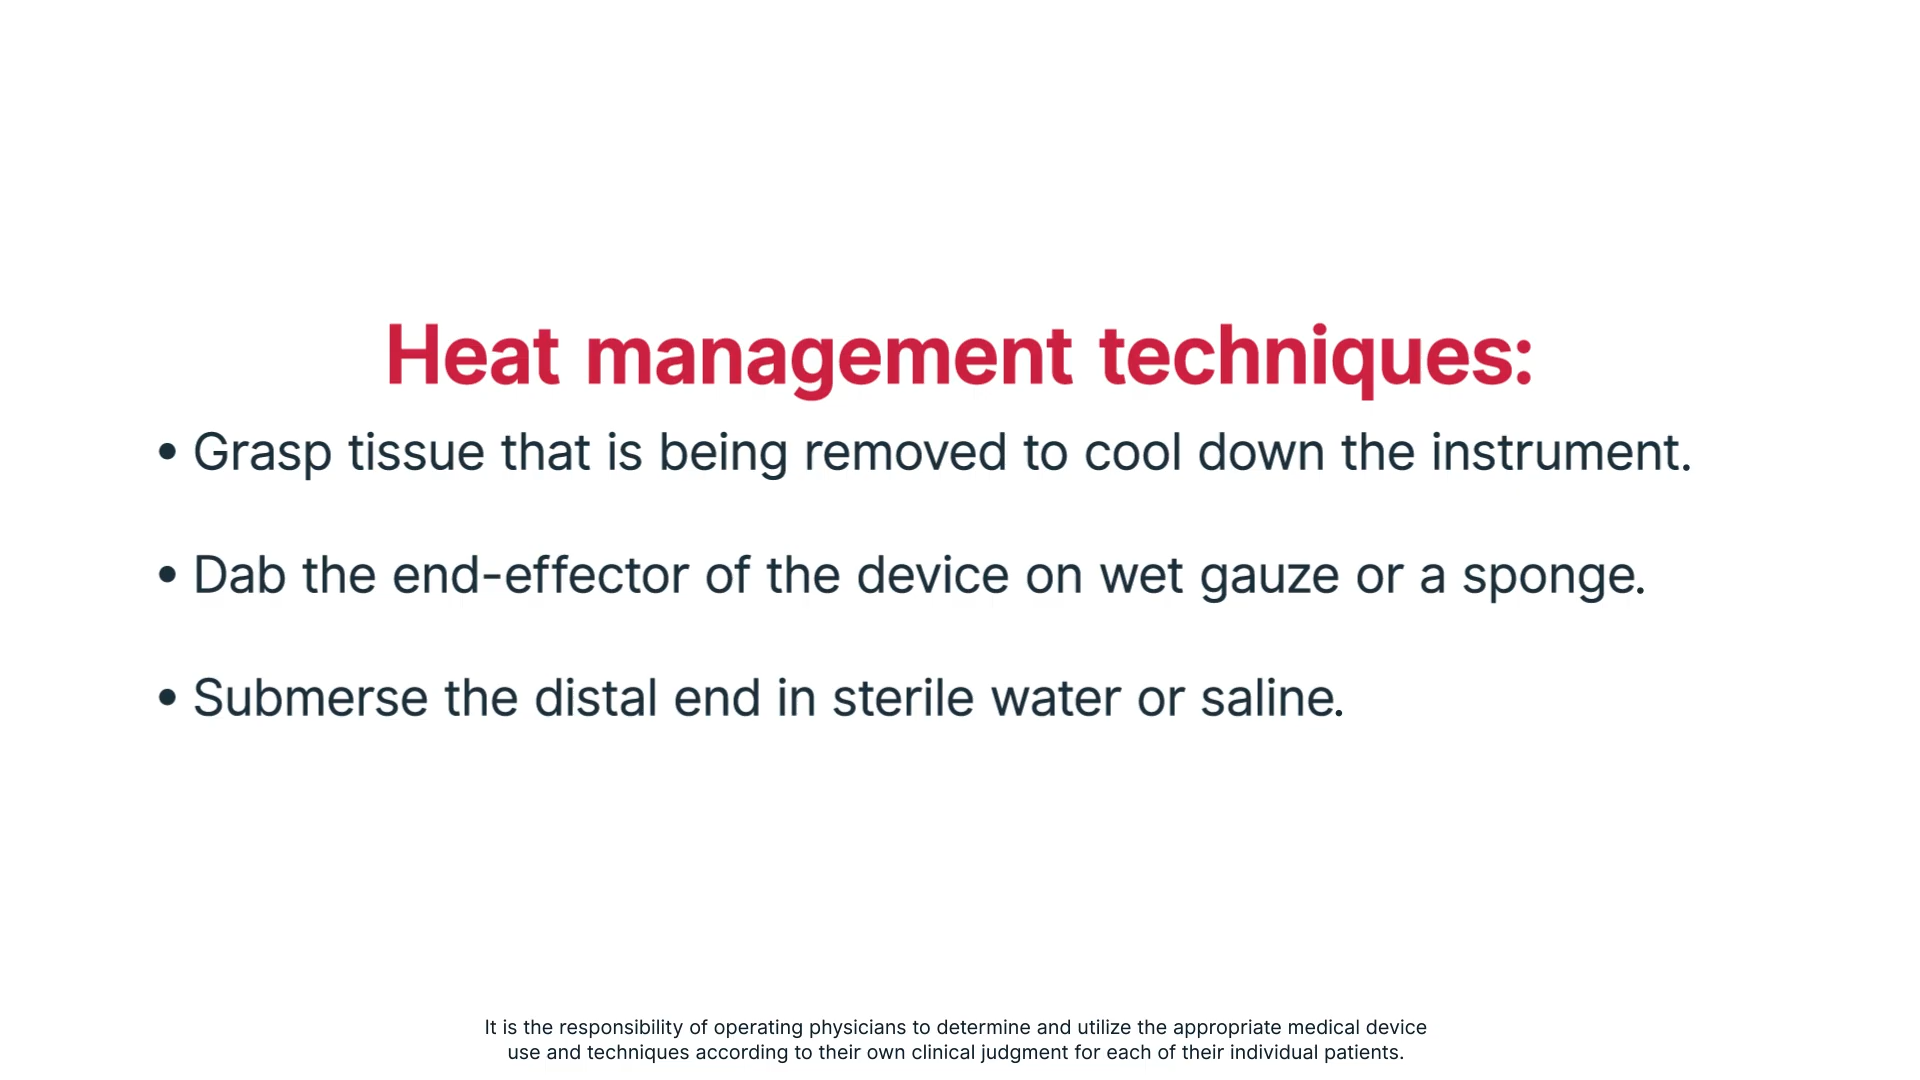 Heat management techniques:
• Grasp tissue that is being removed to cool down the instrument.
• Dab the end-effector of the device on wet gauze or a sponge.
• Submerse the distal end in sterile water or saline.
It is the responsibility of operating physicians to determine and utilize the appropriate medical device
use and techniques according to their own clinical judgment for each of their individual patients.